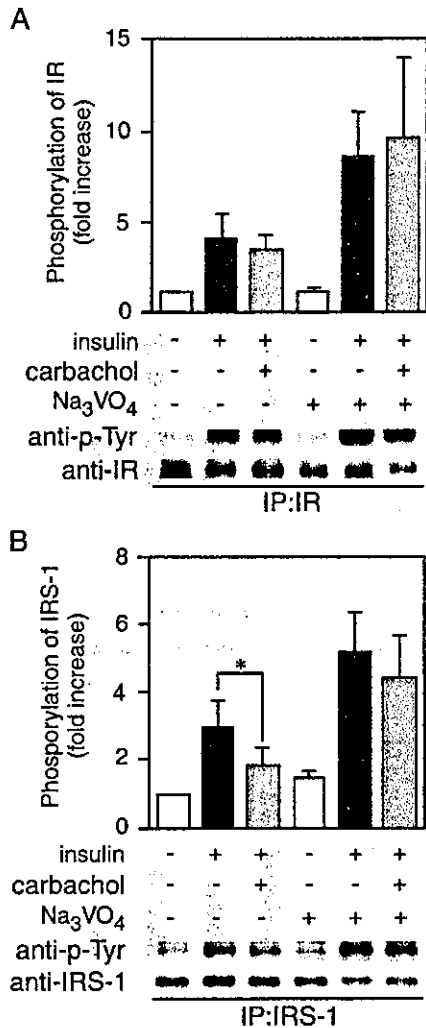 A
Phosphorylation of IR
(fold increase)
15
10
5
0
insulin - + + - + +
carbachol - - + - - +
Na3VO4 - - - + + +
anti-p-Tyr
anti-IR
IP:IR
B
Phosporylation of IRS-1
(fold increase)
8
6
4
2
0
*
insulin - + + - + +
carbachol - - + - - +
Na3VO4 - - - + + +
anti-p-Tyr
anti-IRS-1
IP:IRS-1